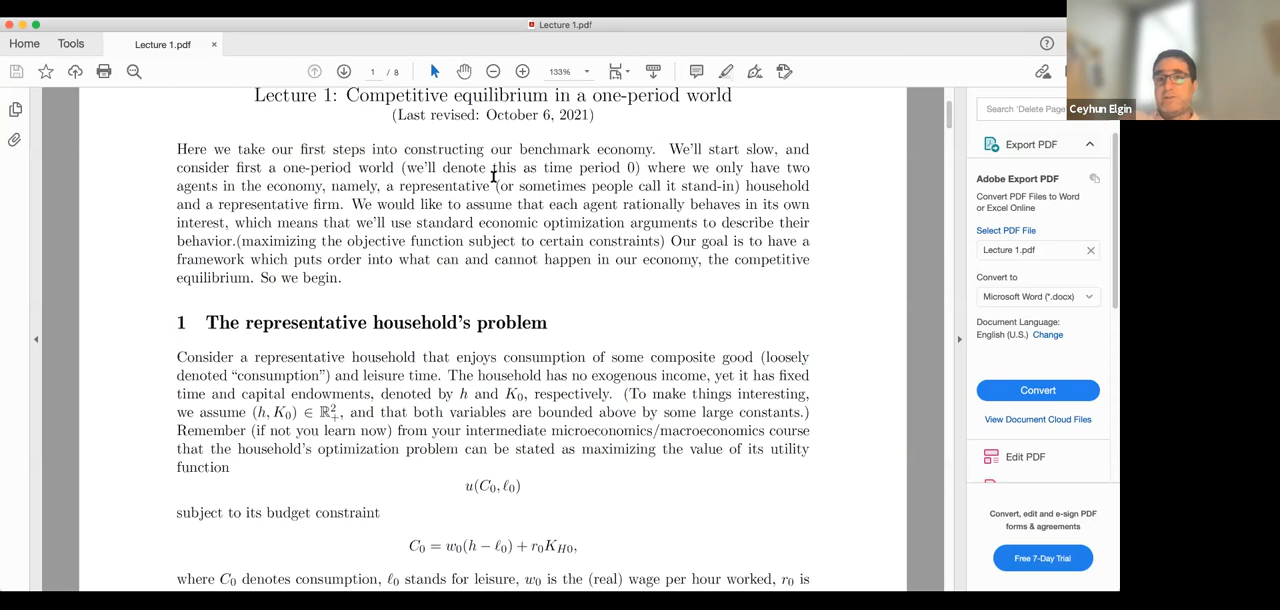 Lecture 1.pdf
Home
Tools
Lecture 1.pdf
×
1 / 8
133%
Lecture 1: Competitive equilibrium in a one-period world
(Last revised: October 6, 2021)
Here we take our first steps into constructing our benchmark economy. We'll start slow, and
consider first a one-period world (we'll denote this as time period 0) where we only have two
agents in the economy, namely, a representative (or sometimes people call it stand-in) household
and a representative firm. We would like to assume that each agent rationally behaves in its own
interest, which means that we'll use standard economic optimization arguments to describe their
behavior.(maximizing the objective function subject to certain constraints) Our goal is to have a
framework which puts order into what can and cannot happen in our economy, the competitive
equilibrium. So we begin.
1 The representative household's problem
Consider a representative household that enjoys consumption of some composite good (loosely
denoted "consumption") and leisure time. The household has no exogenous income, yet it has fixed
time and capital endowments, denoted by h and K₀, respectively. (To make things interesting,
we assume (h, K₀) ∈ ℝ²₊, and that both variables are bounded above by some large constants.)
Remember (if not you learn now) from your intermediate microeconomics/macroeconomics course
that the household's optimization problem can be stated as maximizing the value of its utility
function
u(C₀, ℓ₀)
subject to its budget constraint
C₀ = w₀(h − ℓ₀) + r₀K_{H0},
where C₀ denotes consumption, ℓ₀ stands for leisure, w₀ is the (real) wage per hour worked, r₀ is
Ceyhun Elgin
Search 'Delete Page
Export PDF
Adobe Export PDF
Convert PDF Files to Word
or Excel Online
Select PDF File
Lecture 1.pdf
Convert to
Microsoft Word (*.docx)
Document Language:
English (U.S.) Change
Convert
View Document Cloud Files
Edit PDF
Convert, edit and e-sign PDF
forms & agreements
Free 7-Day Trial